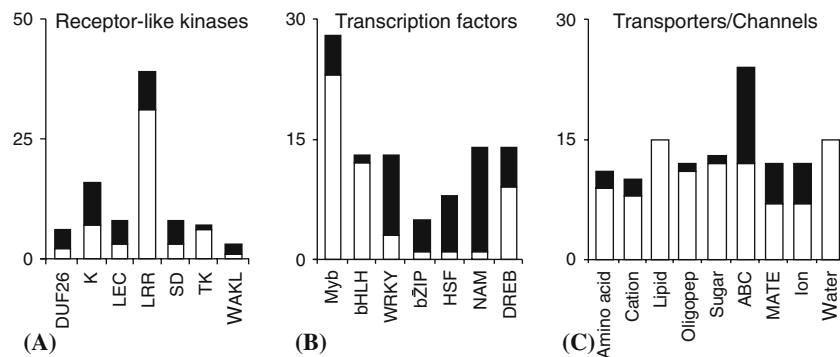 Receptor-like kinases
50
25
0
DUF26
K
LEC
LRR
SD
TK
WAKL
(A)
Transcription factors
30
15
0
Myb
bHLH
WRKY
bZIP
HSF
NAM
DREB
(B)
Transporters/Channels
30
15
0
Amino acid
Cation
Lipid
Oligopep
Sugar
ABC
MATE
Ion
Water
(C)